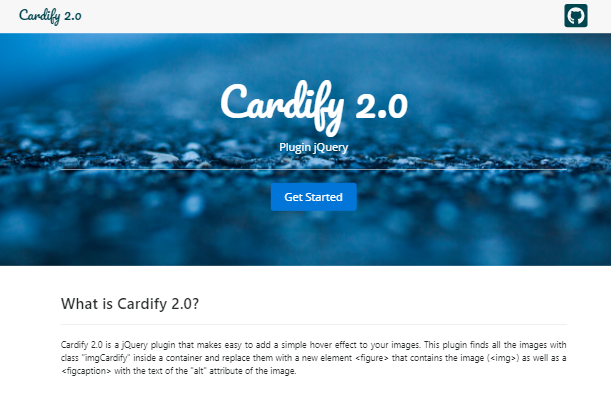 Cardify 2.0
Cardify 2.0
Plugin jQuery
Get Started
What is Cardify 2.0?
Cardify 2.0 is a jQuery plugin that makes easy to add a simple hover effect to your images. This plugin finds all the images with
class "imgCardify" inside a container and replace them with a new element <figure> that contains the image (<img>) as well as a
<figcaption> with the text of the "alt" attribute of the image.